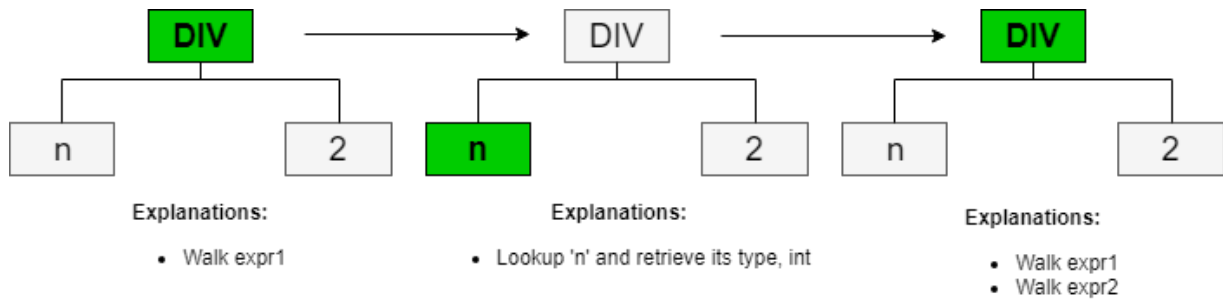 DIV
n
2
Explanations:
• Walk expr1
DIV
n
2
Explanations:
• Lookup 'n' and retrieve its type, int
DIV
n
2
Explanations:
• Walk expr1
• Walk expr2